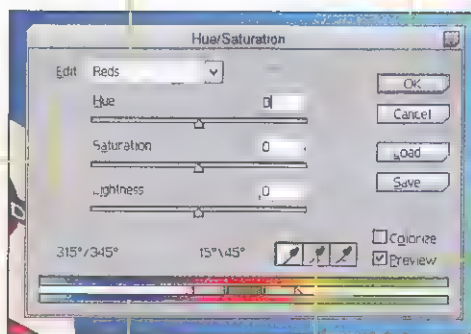 Hue/Saturation
Edit Reds
OK
Hue 0
Cancel
Saturation 0
Load
Lightness 0
Save
Colorize
315°/345° 15°\45°
Preview